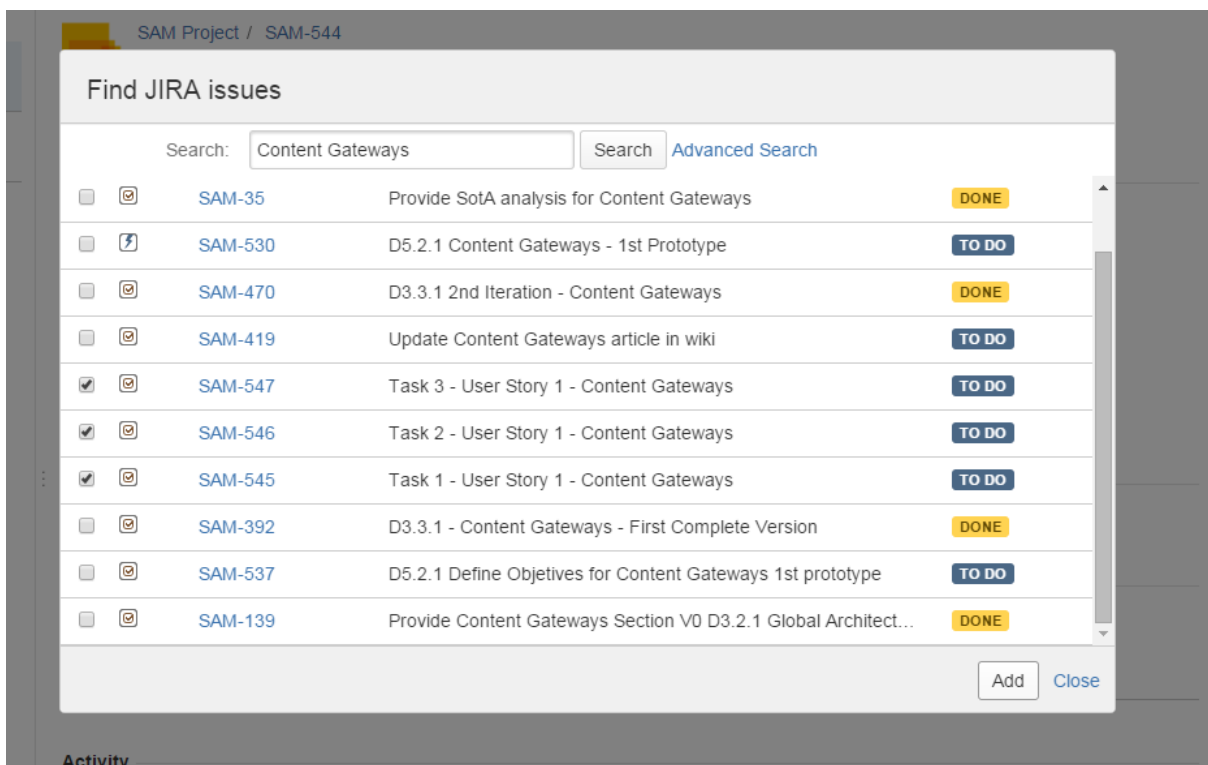 SAM Project / SAM-544
Find JIRA issues
Search: Content Gateways Search Advanced Search
SAM-35 Provide SotA analysis for Content Gateways DONE
SAM-530 D5.2.1 Content Gateways - 1st Prototype TO DO
SAM-470 D3.3.1 2nd Iteration - Content Gateways DONE
SAM-419 Update Content Gateways article in wiki TO DO
SAM-547 Task 3 - User Story 1 - Content Gateways TO DO
SAM-546 Task 2 - User Story 1 - Content Gateways TO DO
SAM-545 Task 1 - User Story 1 - Content Gateways TO DO
SAM-392 D3.3.1 - Content Gateways - First Complete Version DONE
SAM-537 D5.2.1 Define Objetives for Content Gateways 1st prototype TO DO
SAM-139 Provide Content Gateways Section V0 D3.2.1 Global Architect... DONE
Add Close
Activity